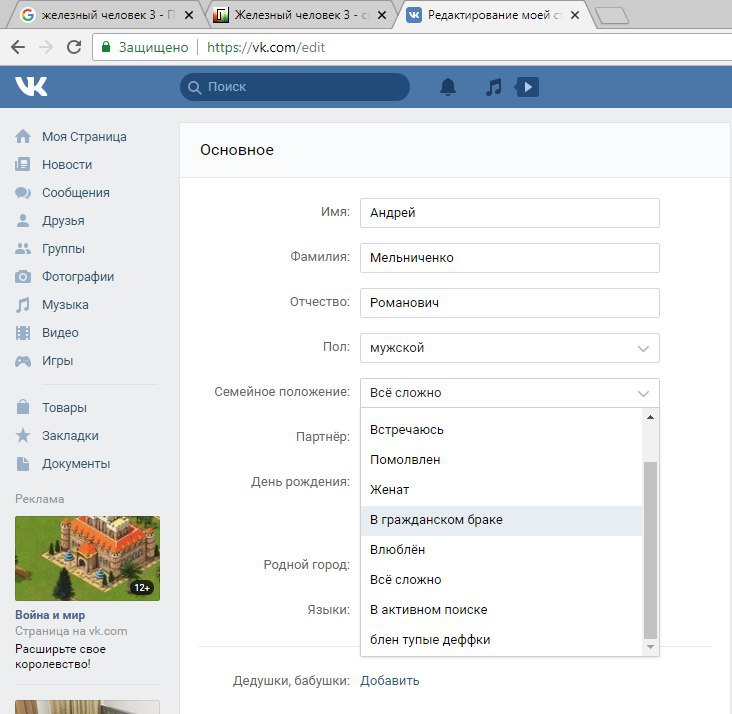 железный человек 3 - П
Железный человек 3 - с
Редактирование моей ст
Защищено https://vk.com/edit
Поиск
Моя Страница
Новости
Сообщения
Друзья
Группы
Фотографии
Музыка
Видео
Игры
Товары
Закладки
Документы
Реклама
12+
Война и мир
Страница на vk.com
Расширьте свое
королевство!
Основное
Имя: Андрей
Фамилия: Мельниченко
Отчество: Романович
Пол: мужской
Семейное положение: Всё сложно
Встречаюсь
Партнёр:
Помолвлен
День рождения:
Женат
В гражданском браке
Влюблён
Родной город:
Всё сложно
Языки:
В активном поиске
блен тупые деффки
Дедушки, бабушки: Добавить